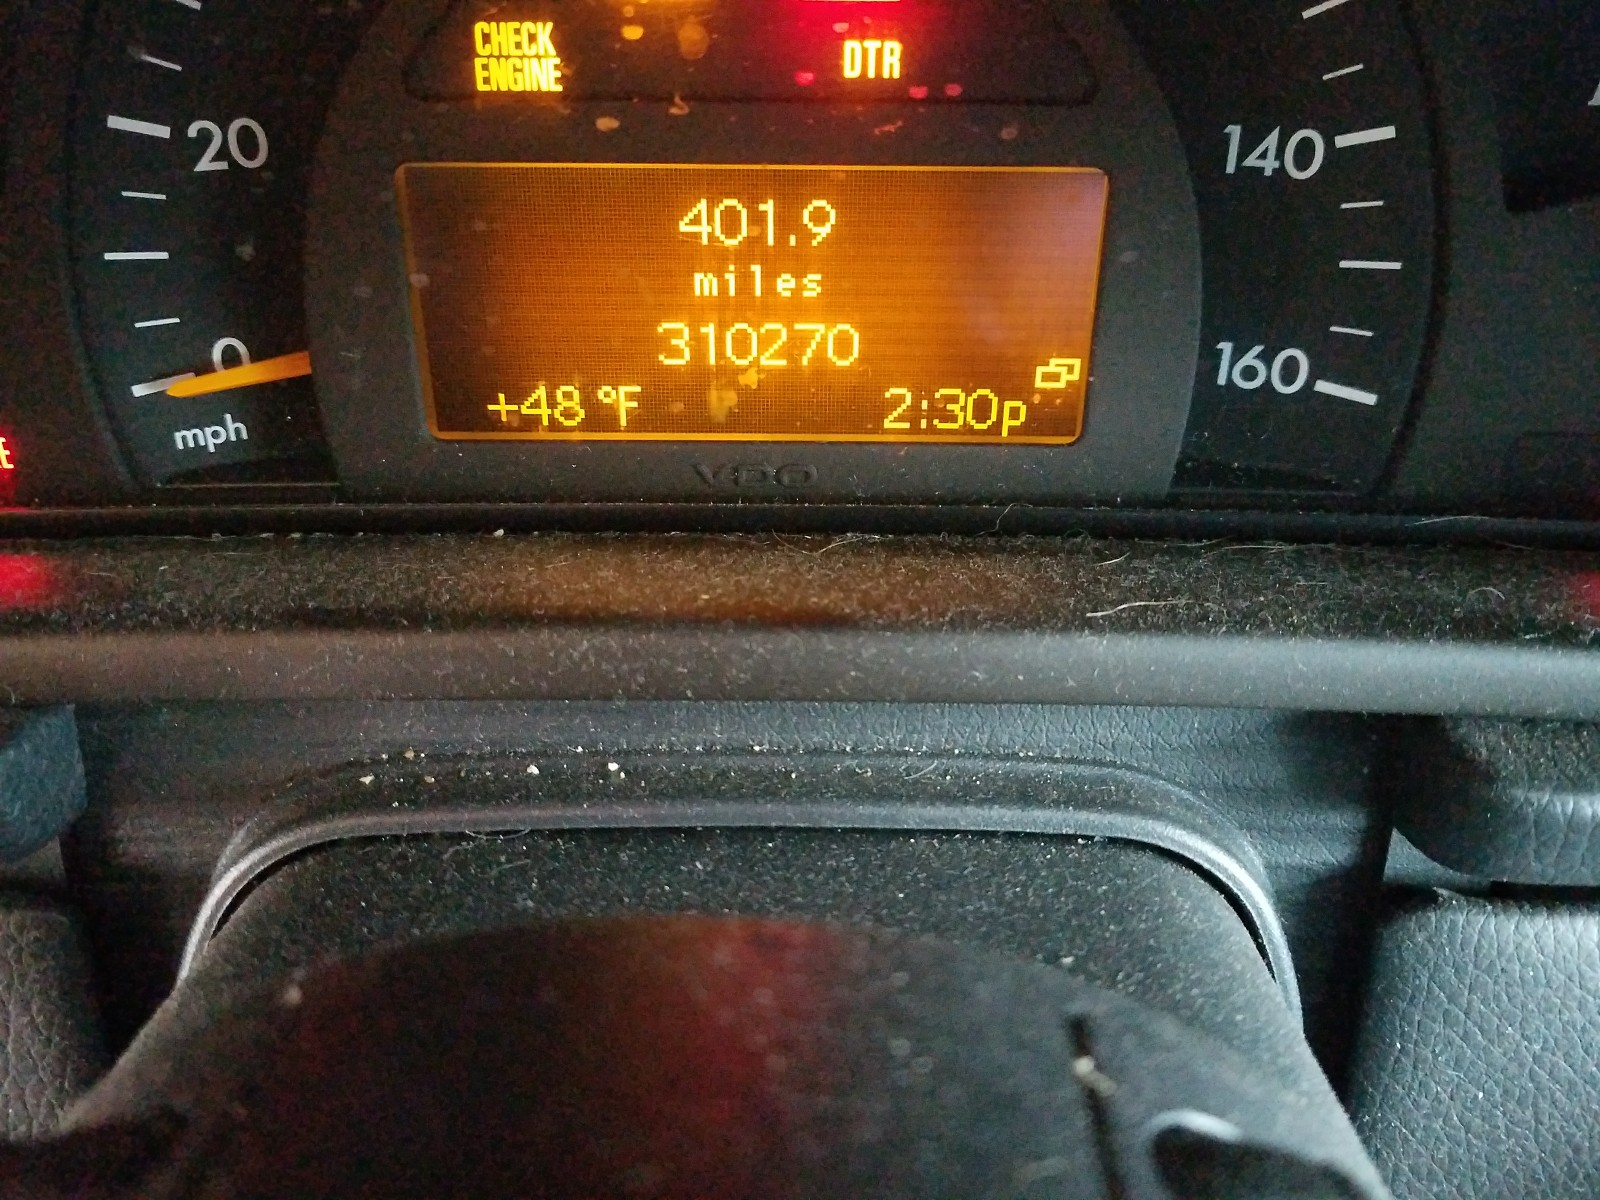 CHECK
ENGINE
DTR
20
0
mph
401.9
miles
310270
+48 °F
2:30p
140
160
VDO